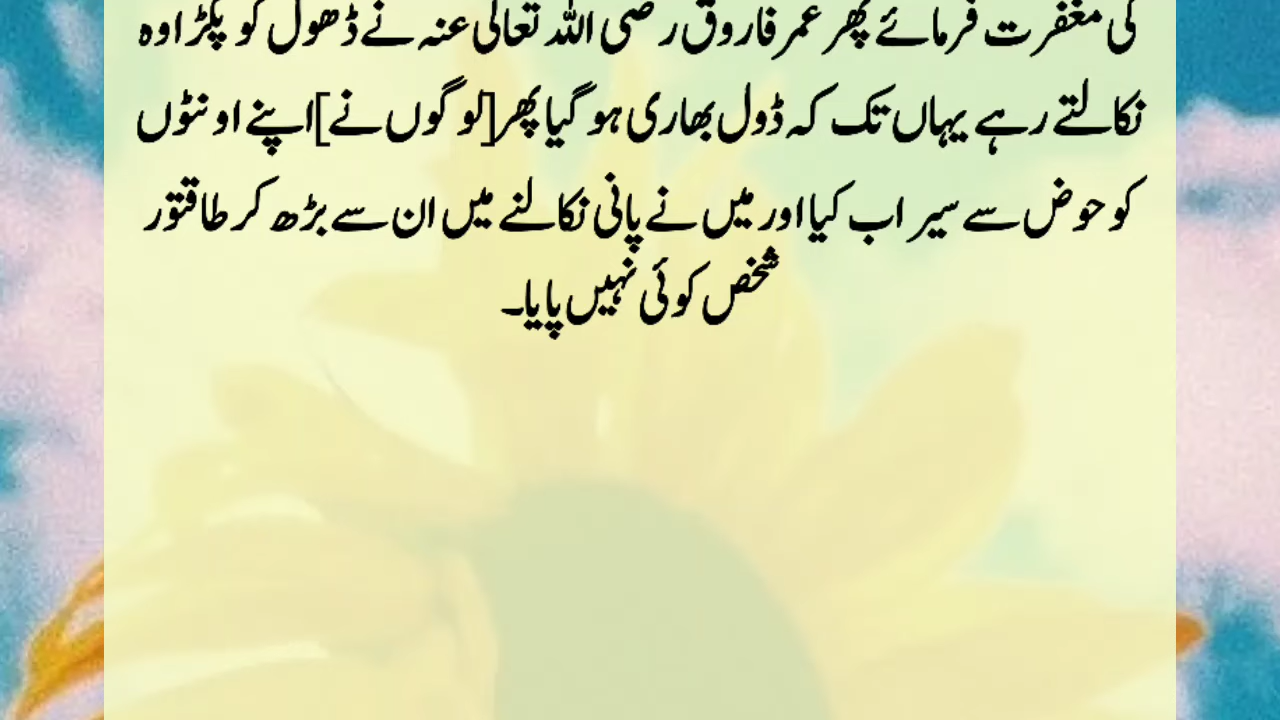 کی مغفرت فرمائے پھر عمر فاروق رضی اللہ تعالی عنہ نے ڈھول کو پکڑا وہ
نکالتے رہے یہاں تک کہ ڈول بھاری ہو گیا پھر[لوگوں نے]اپنے اونٹوں
کو حوض سے سیر اب کیا اور میں نے پانی نکالنے میں ان سے بڑھ کر طاقتور
شخص کوئی نہیں پایا۔